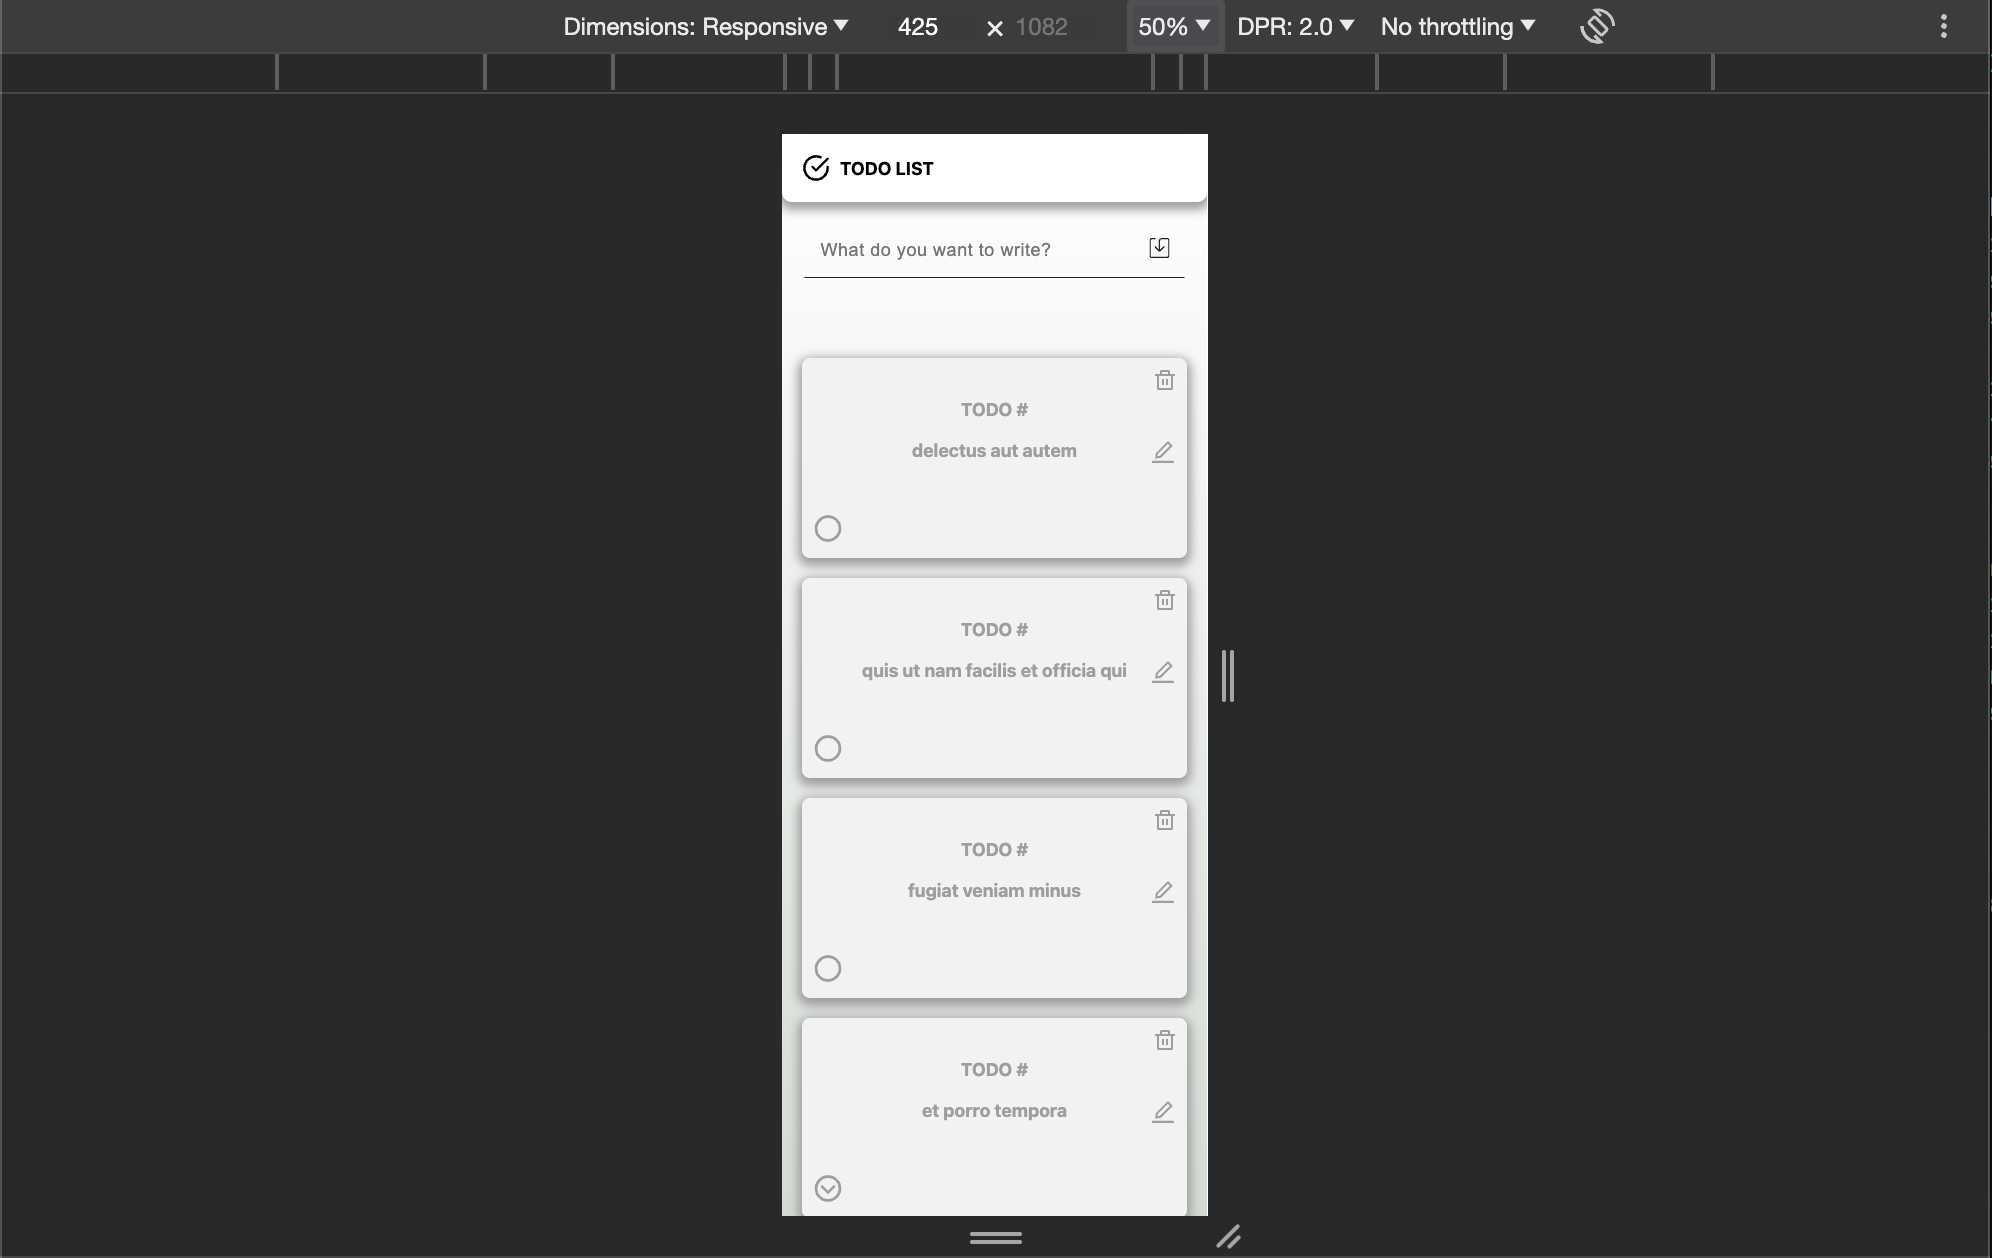 Dimensions: Responsive 425 × 1082 50% DPR: 2.0 No throttling
TODO LIST
What do you want to write?
TODO #
delectus aut autem
TODO #
quis ut nam facilis et officia qui
TODO #
fugiat veniam minus
TODO #
et porro tempora